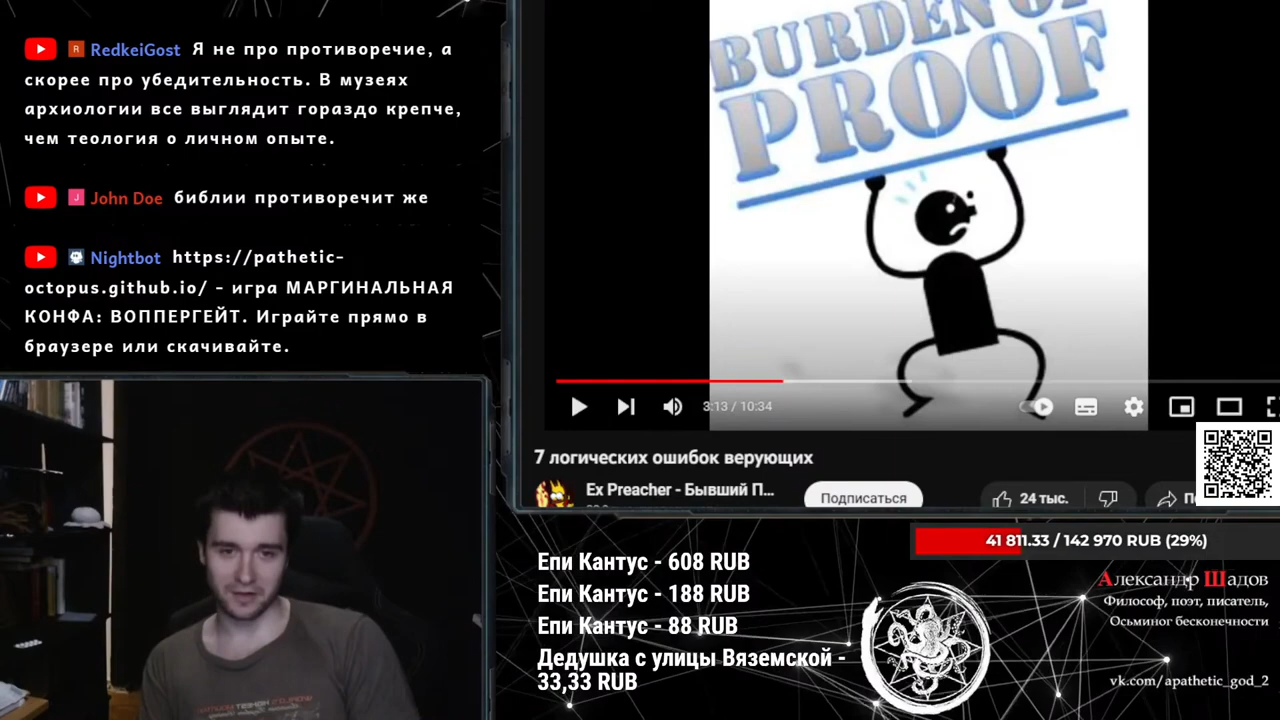 RedkeiGost Я не про противоречие, а
скорее про убедительность. В музеях
архиологии все выглядит гораздо крепче,
чем теология о личном опыте.
John Doe библии противоречит же
Nightbot https://pathetic-
octopus.github.io/ - игра МАРГИНАЛЬНАЯ
КОНФА: ВОППЕРГЕЙТ. Играйте прямо в
браузере или скачивайте.
BURDEN OF
PROOF
3:13 / 10:34
7 логических ошибок верующих
Ex Preacher - Бывший П...
Подписаться
24 тыс.
41 811.33 / 142 970 RUB (29%)
Епи Кантус - 608 RUB
Епи Кантус - 188 RUB
Епи Кантус - 88 RUB
Дедушка с улицы Вяземской -
33,33 RUB
Александр Шадов
Философ, поэт, писатель,
Осьминог бесконечности
vk.com/apathetic_god_2